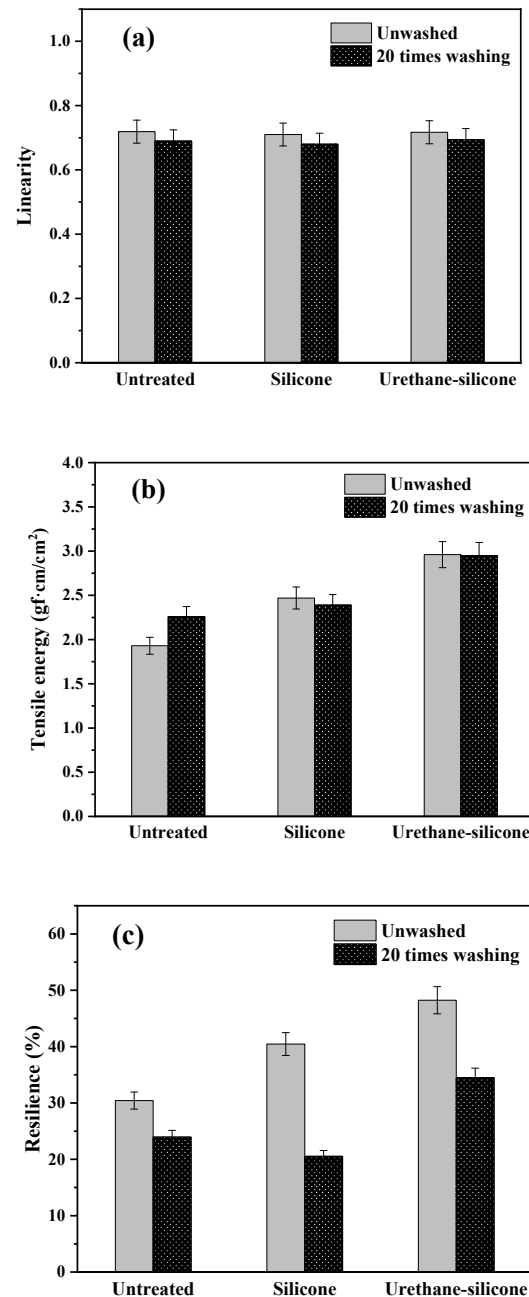 (a)
Unwashed
20 times washing
1.0
0.8
0.6
0.4
0.2
0.0
Linearity
Untreated Silicone Urethane-silicone
(b)
Unwashed
20 times washing
4.0
3.5
3.0
2.5
2.0
1.5
1.0
0.5
0.0
Tensile energy (gf·cm/cm²)
Untreated Silicone Urethane-silicone
(c)
Unwashed
20 times washing
60
50
40
30
20
10
0
Resilience (%)
Untreated Silicone Urethane-silicone